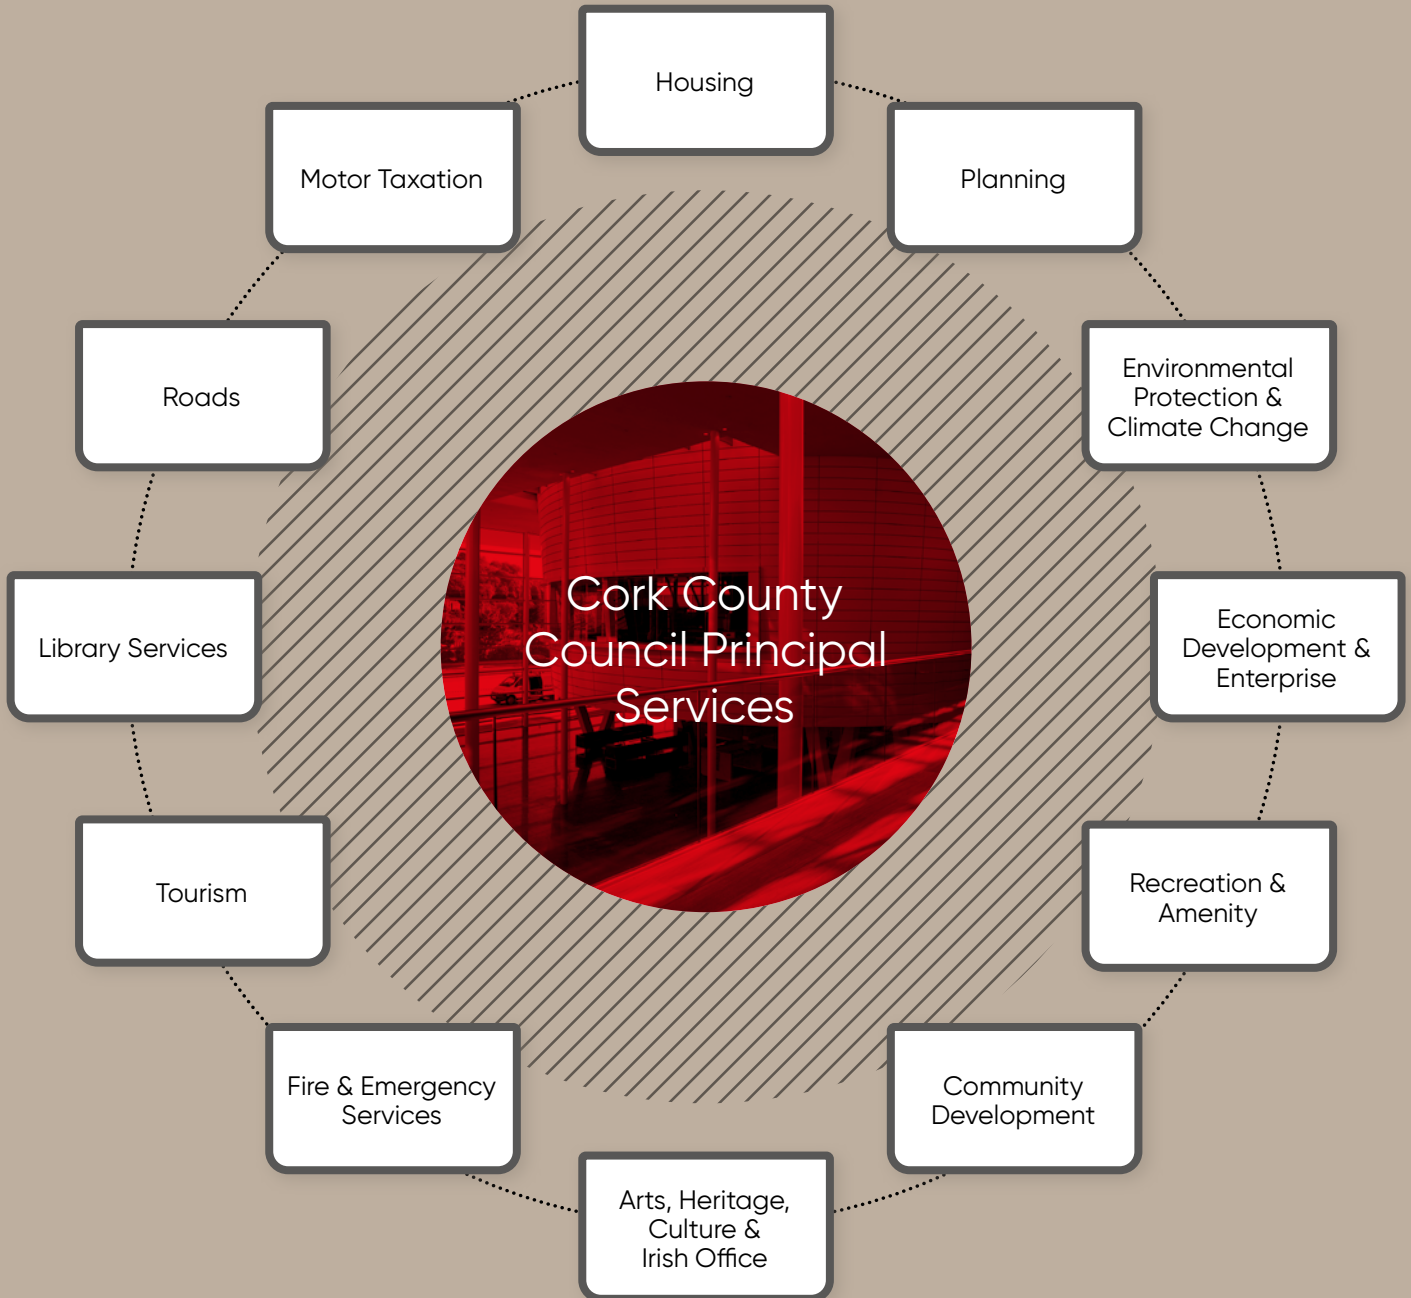 Housing
Planning
Environmental
Protection &
Climate Change
Economic
Development &
Enterprise
Recreation &
Amenity
Community
Development
Arts, Heritage,
Culture &
Irish Office
Fire & Emergency
Services
Tourism
Library Services
Roads
Motor Taxation
Cork County
Council Principal
Services